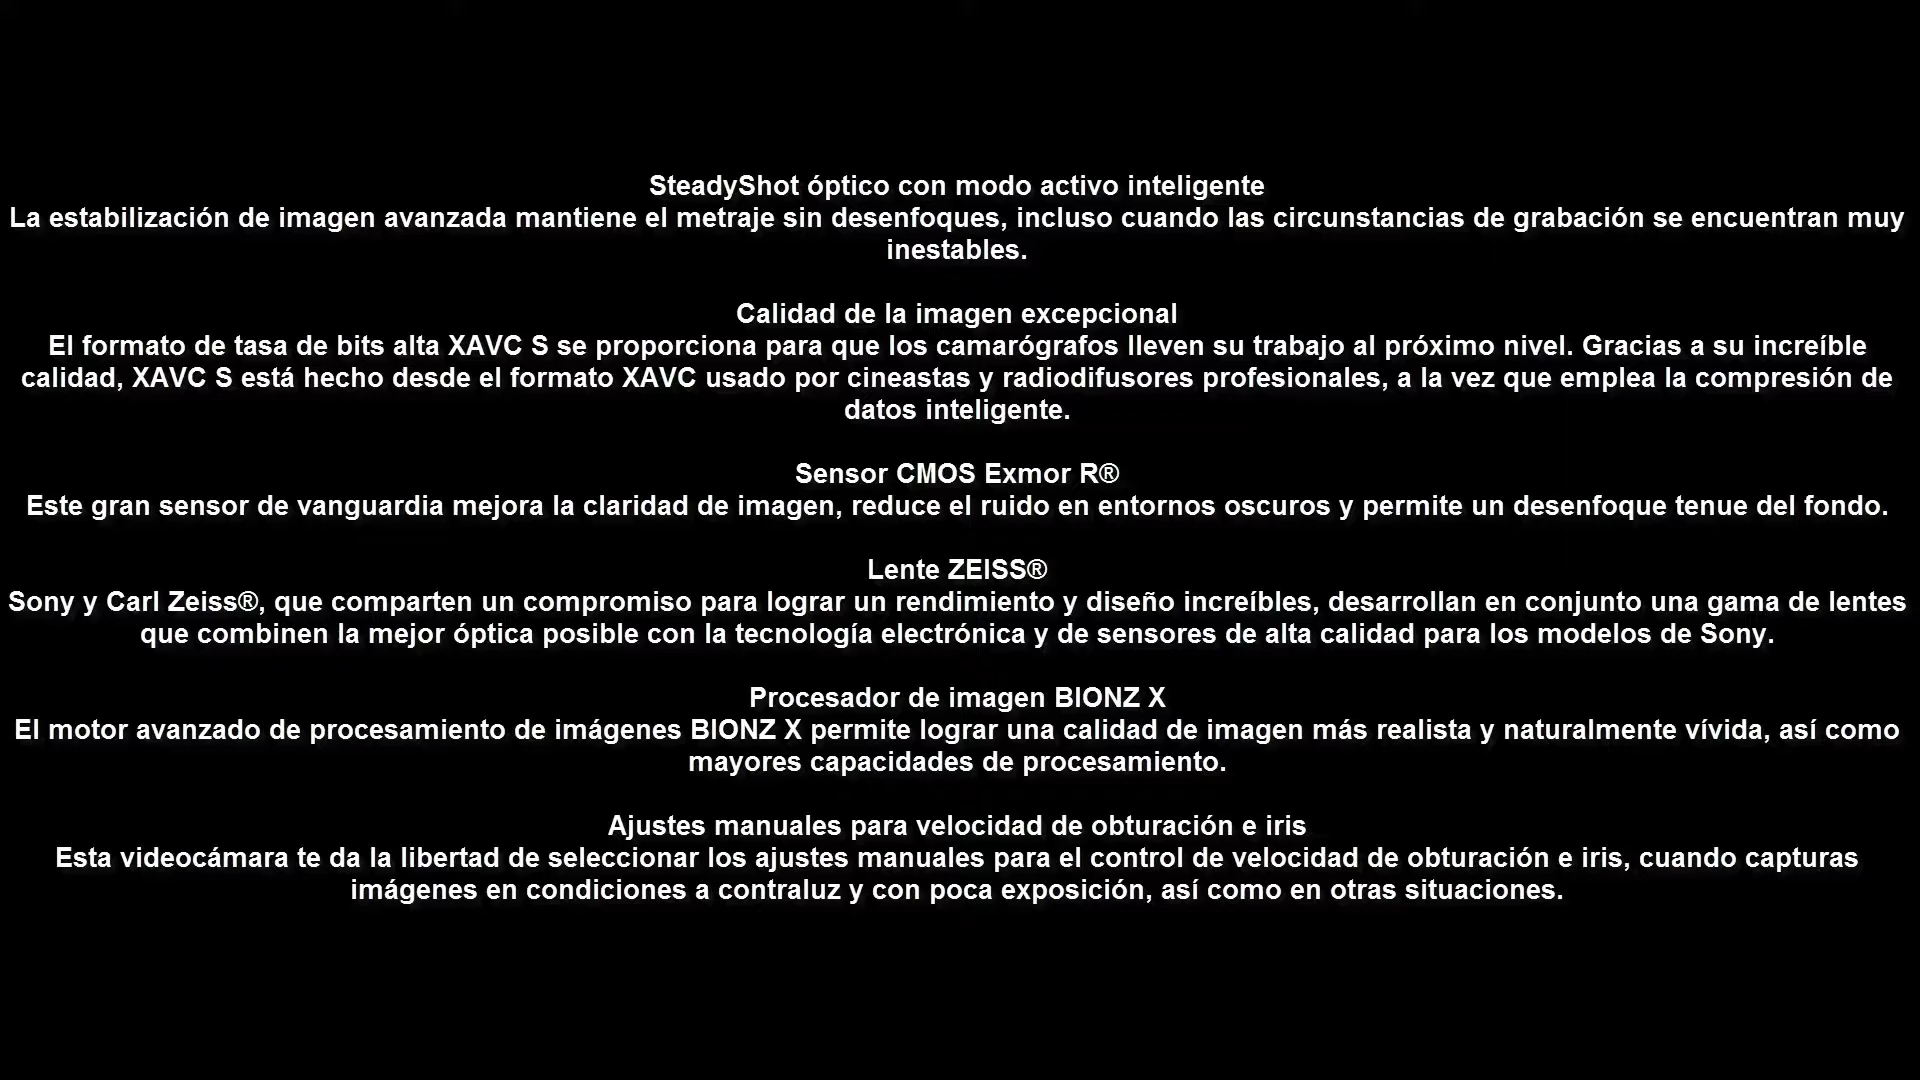 SteadyShot óptico con modo activo inteligente
La estabilización de imagen avanzada mantiene el metraje sin desenfoques, incluso cuando las circunstancias de grabación se encuentran muy
inestables.
Calidad de la imagen excepcional
El formato de tasa de bits alta XAVC S se proporciona para que los camarógrafos lleven su trabajo al próximo nivel. Gracias a su increíble
calidad, XAVC S está hecho desde el formato XAVC usado por cineastas y radiodifusores profesionales, a la vez que emplea la compresión de
datos inteligente.
Sensor CMOS Exmor R®
Este gran sensor de vanguardia mejora la claridad de imagen, reduce el ruido en entornos oscuros y permite un desenfoque tenue del fondo.
Lente ZEISS®
Sony y Carl Zeiss®, que comparten un compromiso para lograr un rendimiento y diseño increíbles, desarrollan en conjunto una gama de lentes
que combinen la mejor óptica posible con la tecnología electrónica y de sensores de alta calidad para los modelos de Sony.
Procesador de imagen BIONZ X
El motor avanzado de procesamiento de imágenes BIONZ X permite lograr una calidad de imagen más realista y naturalmente vívida, así como
mayores capacidades de procesamiento.
Ajustes manuales para velocidad de obturación e iris
Esta videocámara te da la libertad de seleccionar los ajustes manuales para el control de velocidad de obturación e iris, cuando capturas
imágenes en condiciones a contraluz y con poca exposición, así como en otras situaciones.